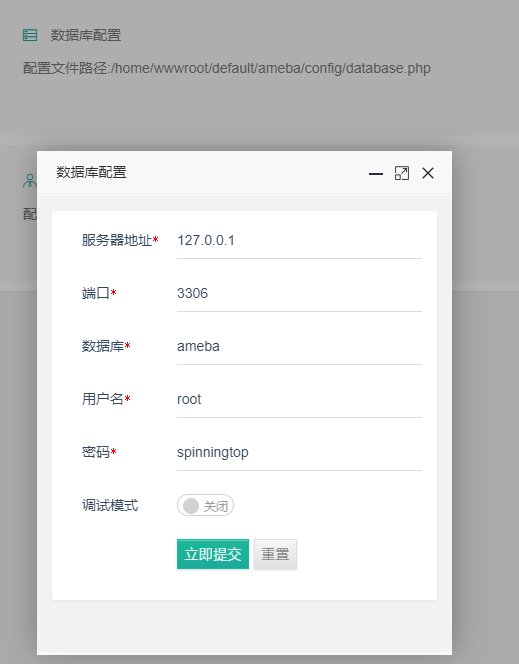 数据库配置
配置文件路径:/home/wwwroot/default/ameba/config/database.php
数据库配置
配
服务器地址* 127.0.0.1
端口* 3306
数据库* ameba
用户名* root
密码* spinningtop
调试模式 关闭
立即提交 重置